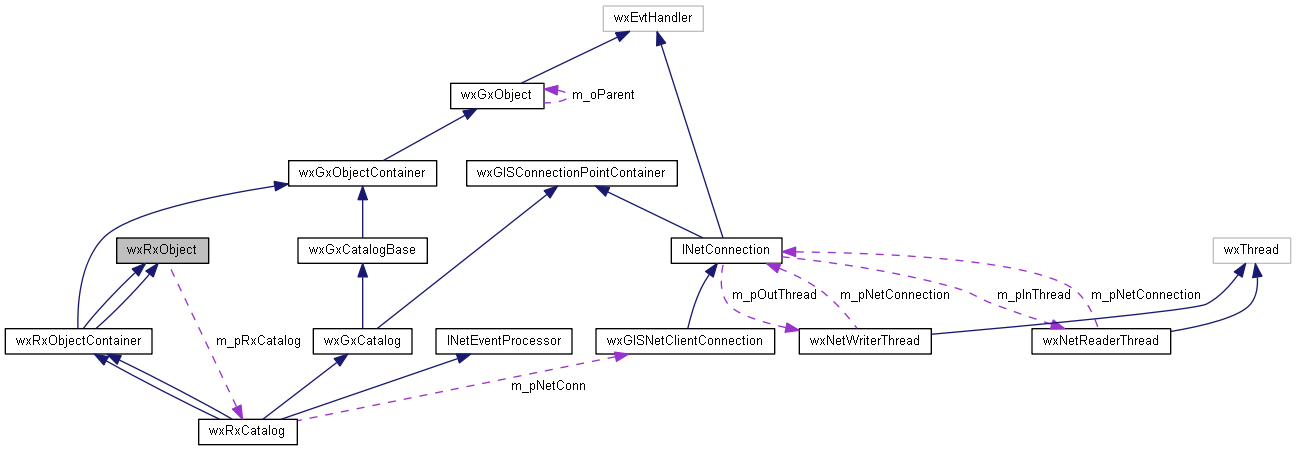 wxEvtHandler
wxGxObject
m_oParent
wxGxObjectContainer
wxGISConnectionPointContainer
wxRxObject
wxGxCatalogBase
INetConnection
wxThread
m_pOutThread
m_pNetConnection
m_pInThread
m_pNetConnection
wxRxObjectContainer
m_pRxCatalog
wxGxCatalog
INetEventProcessor
wxGISNetClientConnection
wxNetWriterThread
wxNetReaderThread
m_pNetConn
wxRxCatalog